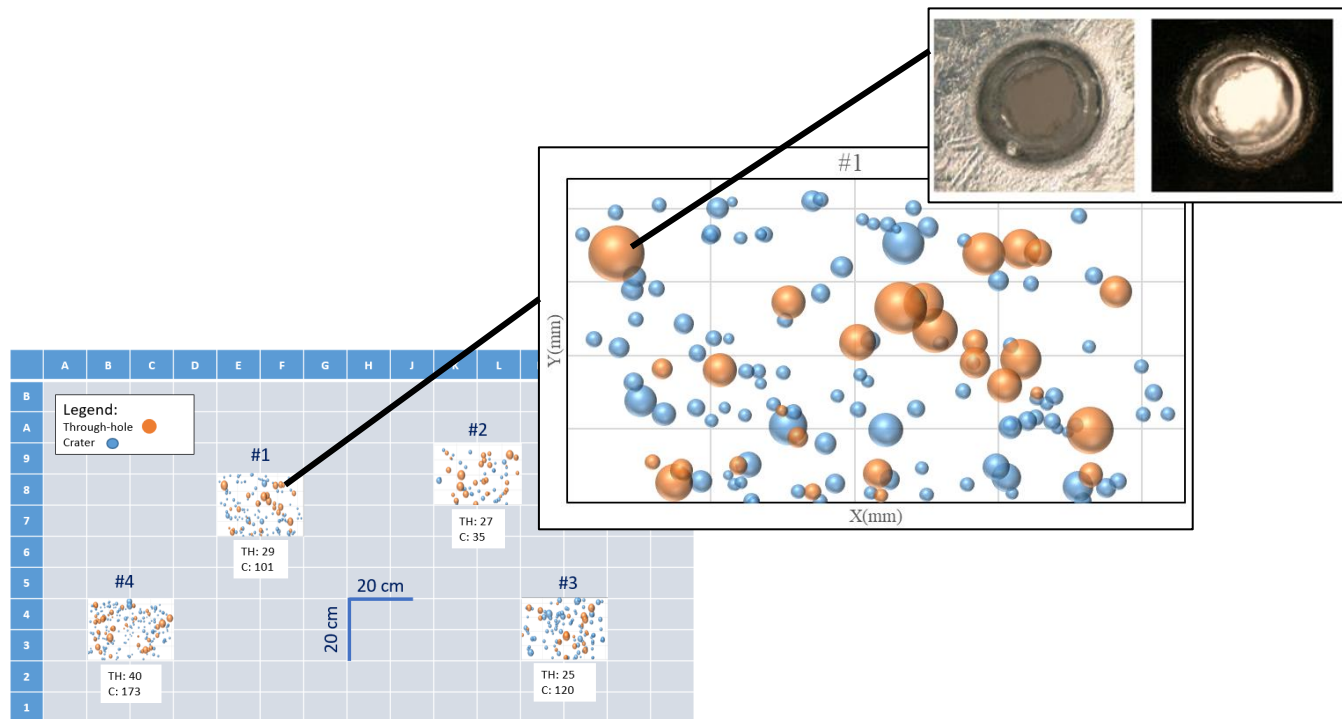 #1
Y(mm)
X(mm)
A B C D E F G H J K L
B
A
9
8
7
6
5
4
3
2
1
Legend:
Through-hole
Crater
#1
TH: 29
C: 101
#2
TH: 27
C: 35
#4
TH: 40
C: 173
20 cm
20 cm
#3
TH: 25
C: 120